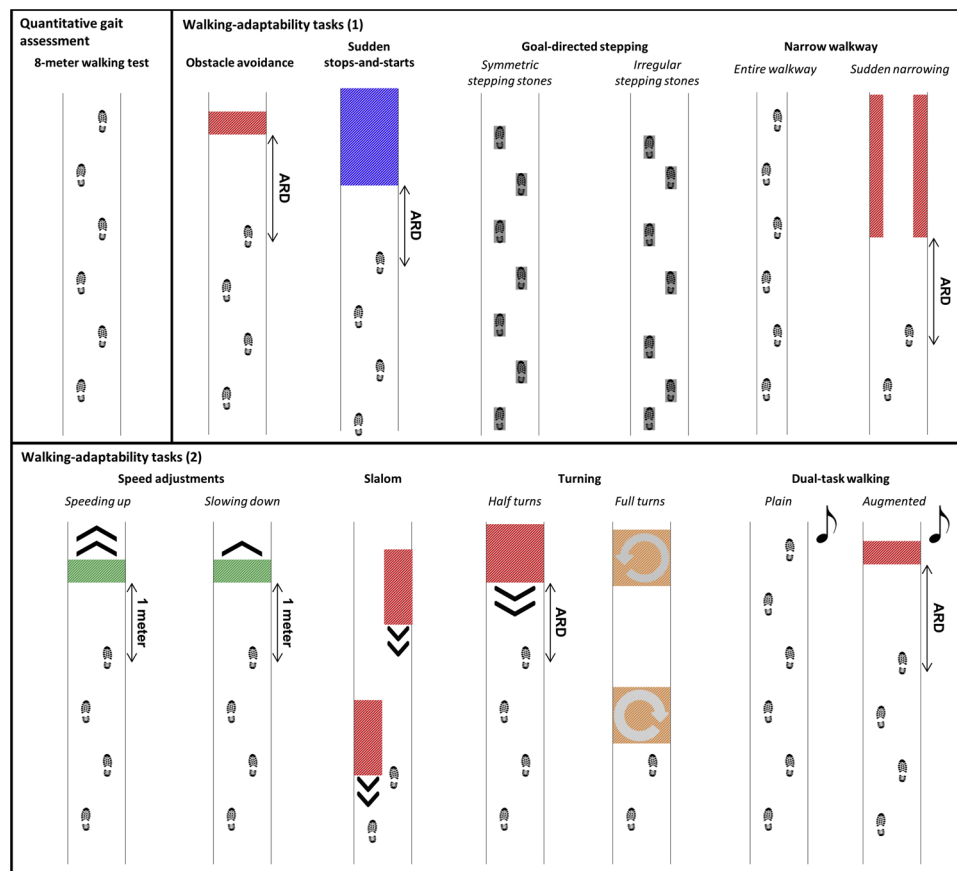 Quantitative gait
assessment
8-meter walking test
Walking-adaptability tasks (1)
Obstacle avoidance
Sudden
stops-and-starts
Goal-directed stepping
Symmetric
stepping stones
Irregular
stepping stones
Narrow walkway
Entire walkway
Sudden narrowing
ARD
ARD
ARD
Walking-adaptability tasks (2)
Speed adjustments
Speeding up
Slowing down
Slalom
Turning
Half turns
Full turns
Dual-task walking
Plain
Augmented
1 meter
1 meter
ARD
ARD